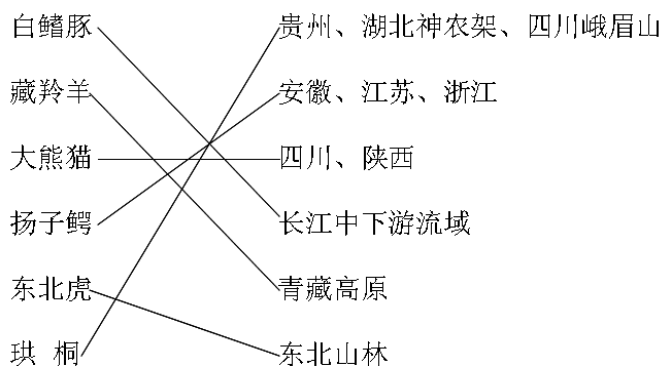 白鳍豚 贵州、湖北神农架、四川峨眉山
藏羚羊 安徽、江苏、浙江
大熊猫 四川、陕西
扬子鳄 长江中下游流域
东北虎 青藏高原
珙 桐 东北山林